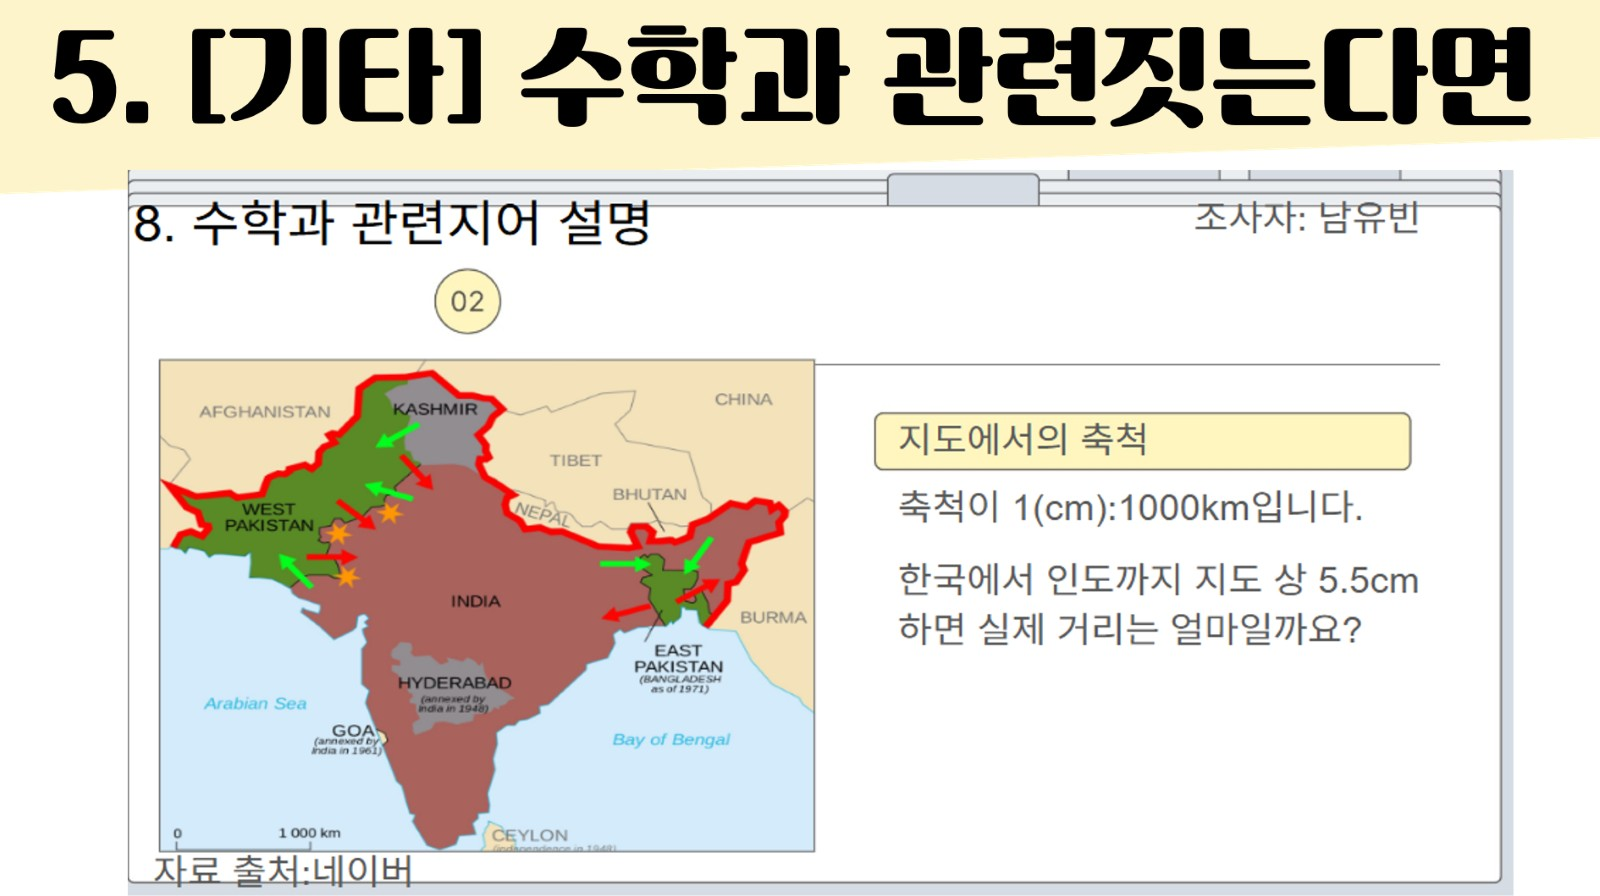 5. [기타] 수학과 관련짓는다면
8. 수학과 관련지어 설명
조사자: 남유빈
02
AFGHANISTAN
KASHMIR
CHINA
TIBET
BHUTAN
NEPAL
WEST
PAKISTAN
INDIA
BURMA
EAST
PAKISTAN
(BANGLADESH
as of 1971)
HYDERABAD
(annexed by
India in 1948)
Arabian Sea
GOA
(annexed by
India in 1961)
Bay of Bengal
0
1 000 km
CEYLON
(independence in 1948)
지도에서의 축척
축척이 1(cm):1000km입니다.
한국에서 인도까지 지도 상 5.5cm
하면 실제 거리는 얼마일까요?
자료 출처:네이버